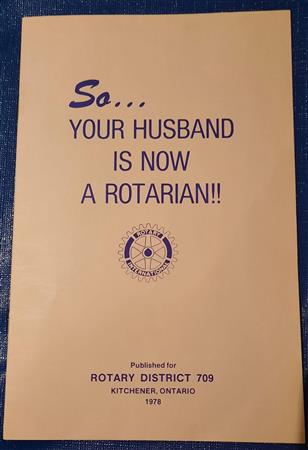 So...
YOUR HUSBAND
IS NOW
A ROTARIAN!!
ROTARY
INTERNATIONAL
Published for
ROTARY DISTRICT 709
KITCHENER, ONTARIO
1978